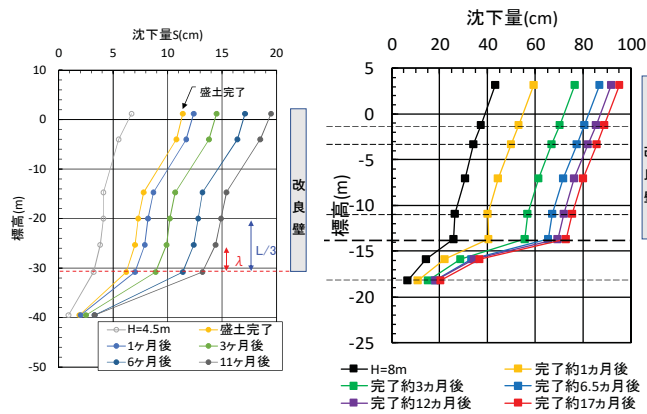 沈下量S(cm)
0 5 10 15 20
10
0
-10
-20
-30
-40
-50
標高(m)
盛土完了
改良壁
L/3
λ
H=4.5m
盛土完了
1ケ月後
3ヶ月後
6ヶ月後
11ヶ月後
沈下量(cm)
0 20 40 60 80 100
5
0
-5
-10
-15
-20
-25
標高(m)
H=8m
完了約1カ月後
完了約3カ月後
完了約6.5カ月後
完了約12カ月後
完了約17カ月後